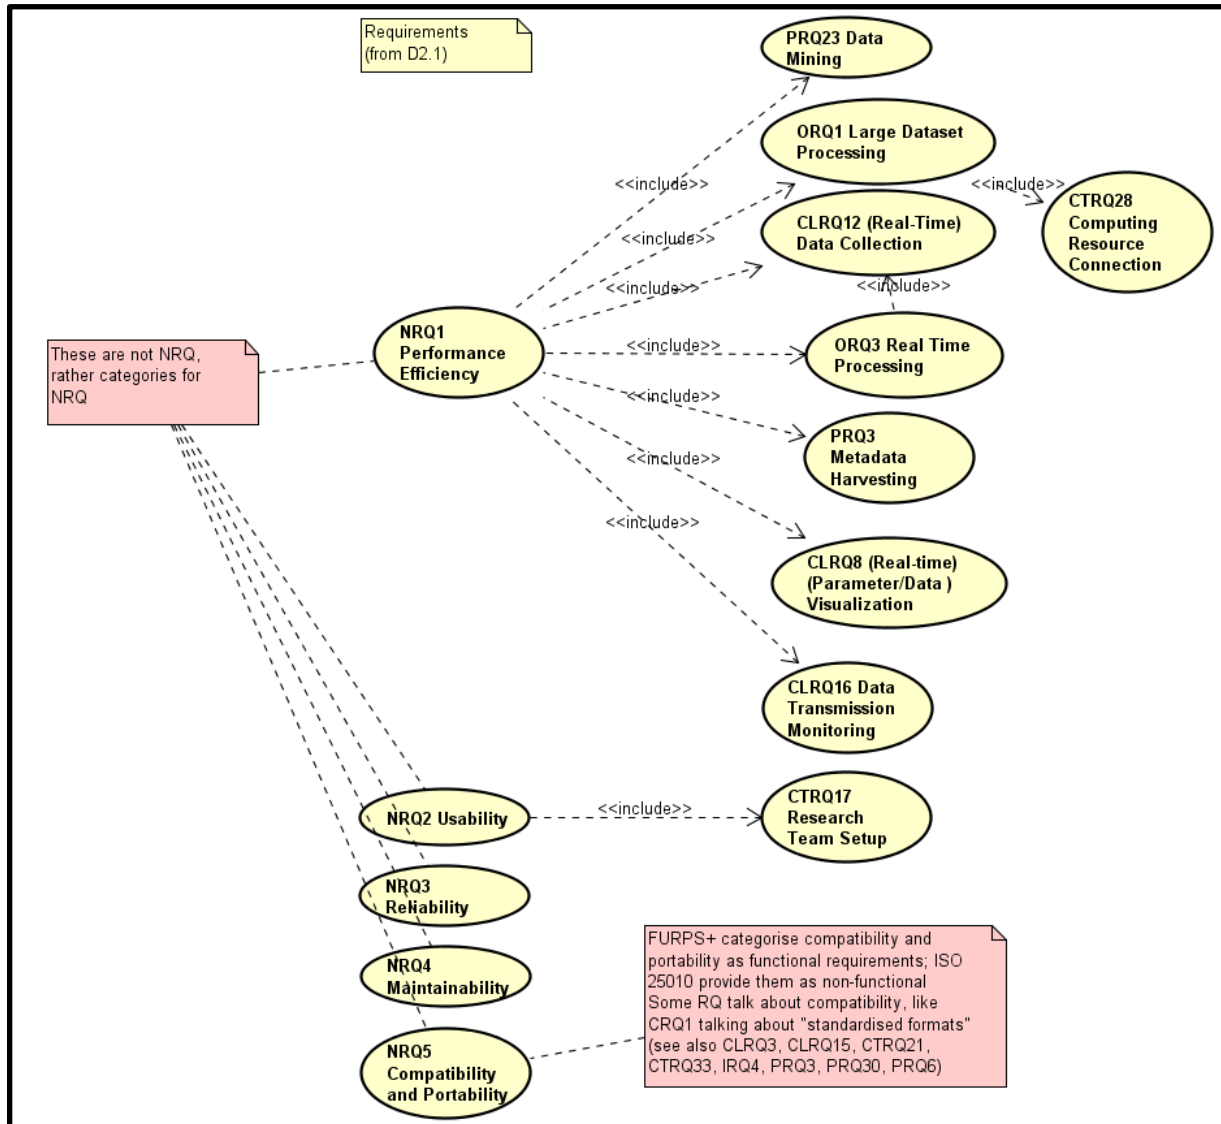 Requirements
(from D2.1)
PRQ23 Data
Mining
ORQ1 Large Dataset
Processing
<<include>>
<<include>>
CTRQ28
Computing
Resource
Connection
CLRQ12 (Real-Time)
Data Collection
<<include>>
<<include>>
<<include>>
NRQ1
Performance
Efficiency
These are not NRQ,
rather categories for
NRQ
<<include>>
ORQ3 Real Time
Processing
<<include>>
PRQ3
Metadata
Harvesting
<<include>>
<<include>>
CLRQ8 (Real-time)
(Parameter/Data )
Visualization
CLRQ16 Data
Transmission
Monitoring
NRQ2 Usability
<<include>>
CTRQ17
Research
Team Setup
NRQ3
Reliability
NRQ4
Maintainability
FURPS+ categorise compatibility and
portability as functional requirements; ISO
25010 provide them as non-functional
Some RQ talk about compatibility, like
CRQ1 talking about "standardised formats"
(see also CLRQ3, CLRQ15, CTRQ21,
CTRQ33, IRQ4, PRQ3, PRQ30, PRQ6)
NRQ5
Compatibility
and Portability